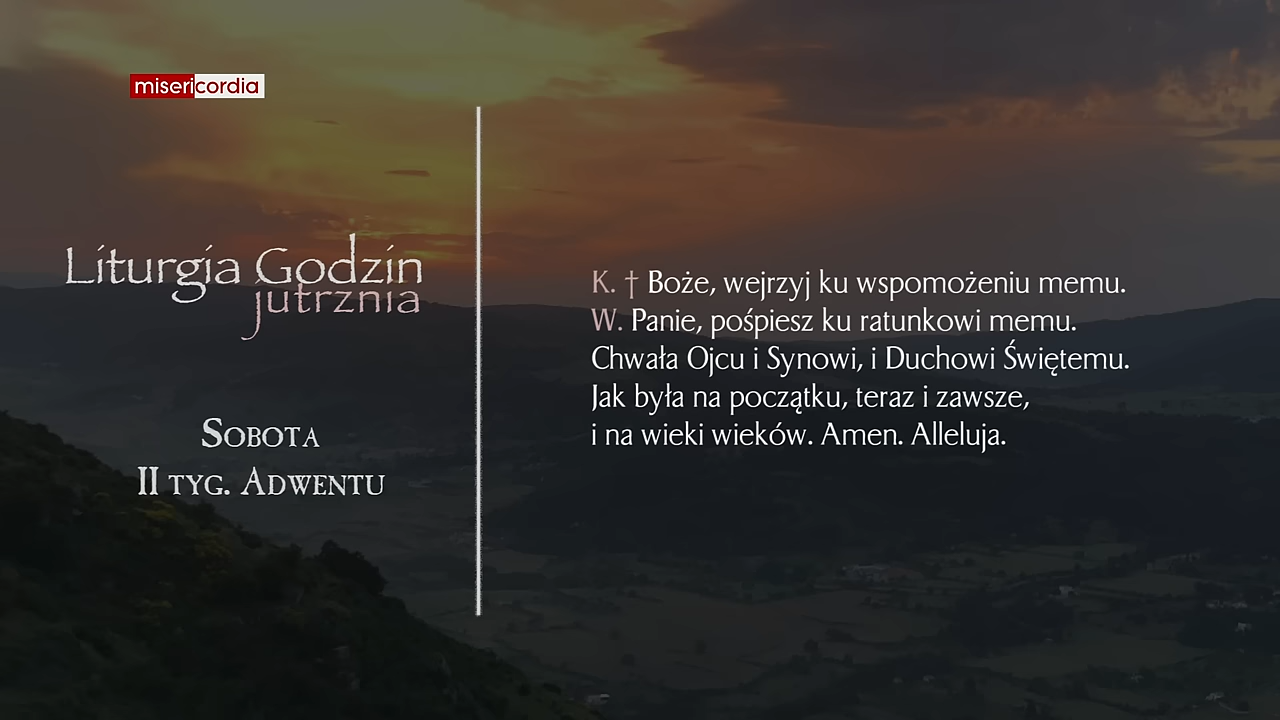 misericordia
Liturgia Godzin
jutrznia
Sobota
II tyg. Adwentu
K. † Boże, wejrzyj ku wspomożeniu memu.
W. Panie, pośpiesz ku ratunkowi memu.
Chwała Ojcu i Synowi, i Duchowi Świętemu.
Jak była na początku, teraz i zawsze,
i na wieki wieków. Amen. Alleluja.